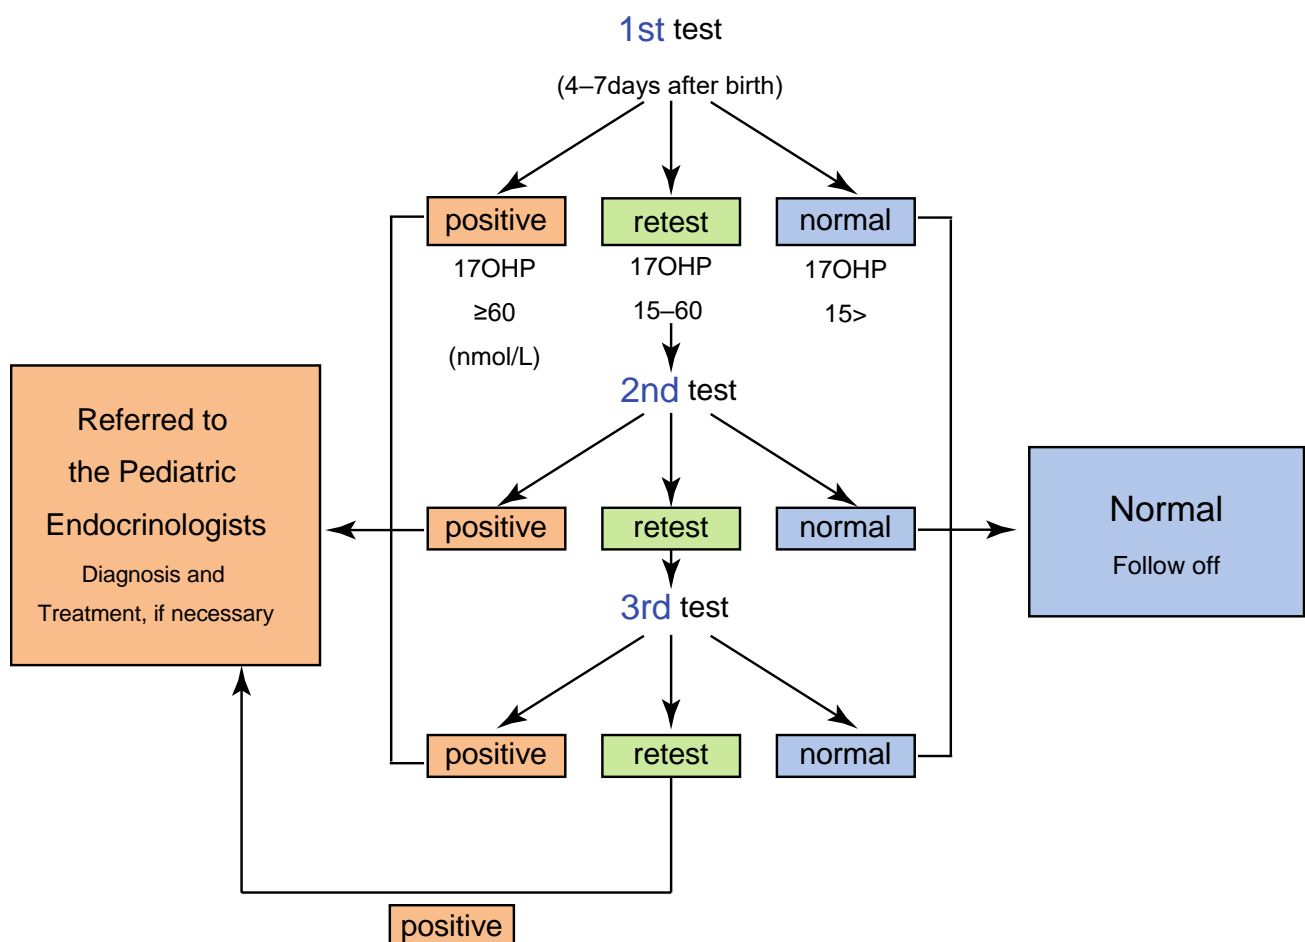 1st test
(4–7days after birth)
positive
retest
normal
17OHP
17OHP
17OHP
≥60
15–60
15>
(nmol/L)
2nd test
Referred to
the Pediatric
Endocrinologists
Diagnosis and
Treatment, if necessary
positive
retest
normal
Normal
Follow off
3rd test
positive
retest
normal
positive